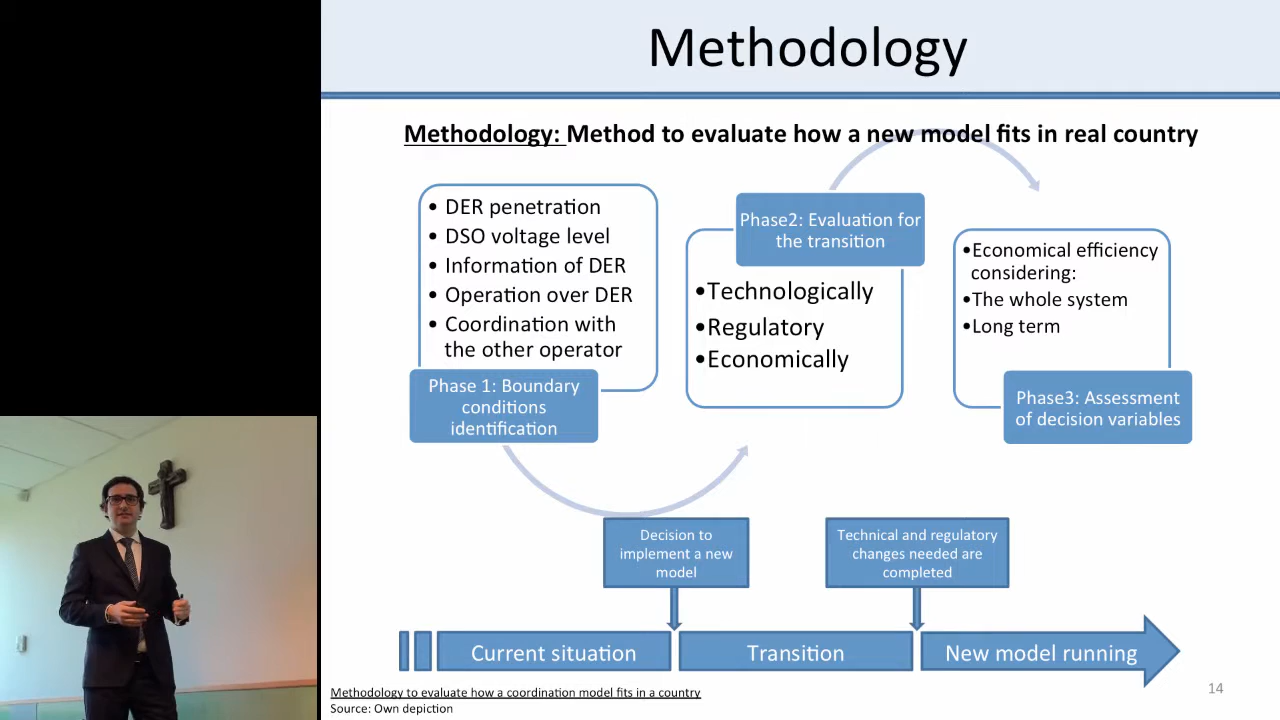 Methodology
Methodology: Method to evaluate how a new model fits in real country
• DER penetration
• DSO voltage level
• Information of DER
• Operation over DER
• Coordination with
the other operator
Phase 1: Boundary
conditions
identification
Phase2: Evaluation for
the transition
•Technologically
•Regulatory
•Economically
•Economical efficiency
considering:
•The whole system
•Long term
Phase3: Assessment
of decision variables
Decision to
implement a new
model
Technical and regulatory
changes needed are
completed
Current situation
Transition
New model running
Methodology to evaluate how a coordination model fits in a country
Source: Own depiction
14